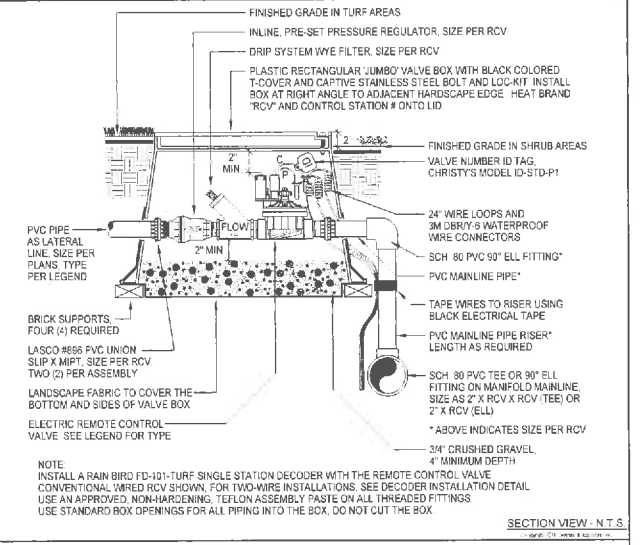 FINISHED GRADE IN TURF AREAS
INLINE, PRE-SET PRESSURE REGULATOR, SIZE PER RCV
DRIP SYSTEM WYE FILTER, SIZE PER RCV
PLASTIC RECTANGULAR 'JUMBO' VALVE BOX WITH BLACK COLORED
T-COVER AND CAPTIVE STAINLESS STEEL BOLT AND LOC-KIT INSTALL
BOX AT RIGHT ANGLE TO ADJACENT HARDSCAPE EDGE HEAT BRAND
"RCV" AND CONTROL STATION # ONTO LID.
2"
FINISHED GRADE IN SHRUB AREAS
VALVE NUMBER ID TAG,
CHRISTY'S MODEL ID-STD-P1
2"
MIN
C
P
24" WIRE LOOPS AND
3M DBR/Y-6 WATERPROOF
WIRE CONNECTORS
FLOW
2" MIN
PVC PIPE
AS LATERAL
LINE, SIZE PER
PLANS, TYPE
PER LEGEND
SCH. 80 PVC 90° ELL FITTING*
PVC MAINLINE PIPE*
TAPE WIRES TO RISER USING
BLACK ELECTRICAL TAPE
BRICK SUPPORTS,
FOUR (4) REQUIRED
PVC MAINLINE PIPE RISER*
LENGTH AS REQUIRED
LASCO #896 PVC UNION
SLIP X MIPT, SIZE PER RCV.
TWO (2) PER ASSEMBLY
SCH. 80 PVC TEE OR 90° ELL
FITTING ON MANIFOLD MAINLINE,
SIZE AS 2" X RCV X RCV (TEE) OR
2" X RCV (ELL)
LANDSCAPE FABRIC TO COVER THE
BOTTOM AND SIDES OF VALVE BOX
ELECTRIC REMOTE CONTROL
VALVE SEE LEGEND FOR TYPE
* ABOVE INDICATES SIZE PER RCV
3/4" CRUSHED GRAVEL,
4" MINIMUM DEPTH
NOTE:
INSTALL A RAIN BIRD FD-101-TURF SINGLE STATION DECODER WITH THE REMOTE CONTROL VALVE
CONVENTIONAL WIRED RCV SHOWN, FOR TWO-WIRE INSTALLATIONS, SEE DECODER INSTALLATION DETAIL
USE AN APPROVED, NON-HARDENING, TEFLON ASSEMBLY PASTE ON ALL THREADED FITTINGS.
USE STANDARD BOX OPENINGS FOR ALL PIPING INTO THE BOX, DO NOT CUT THE BOX.
SECTION VIEW - N.T.S.